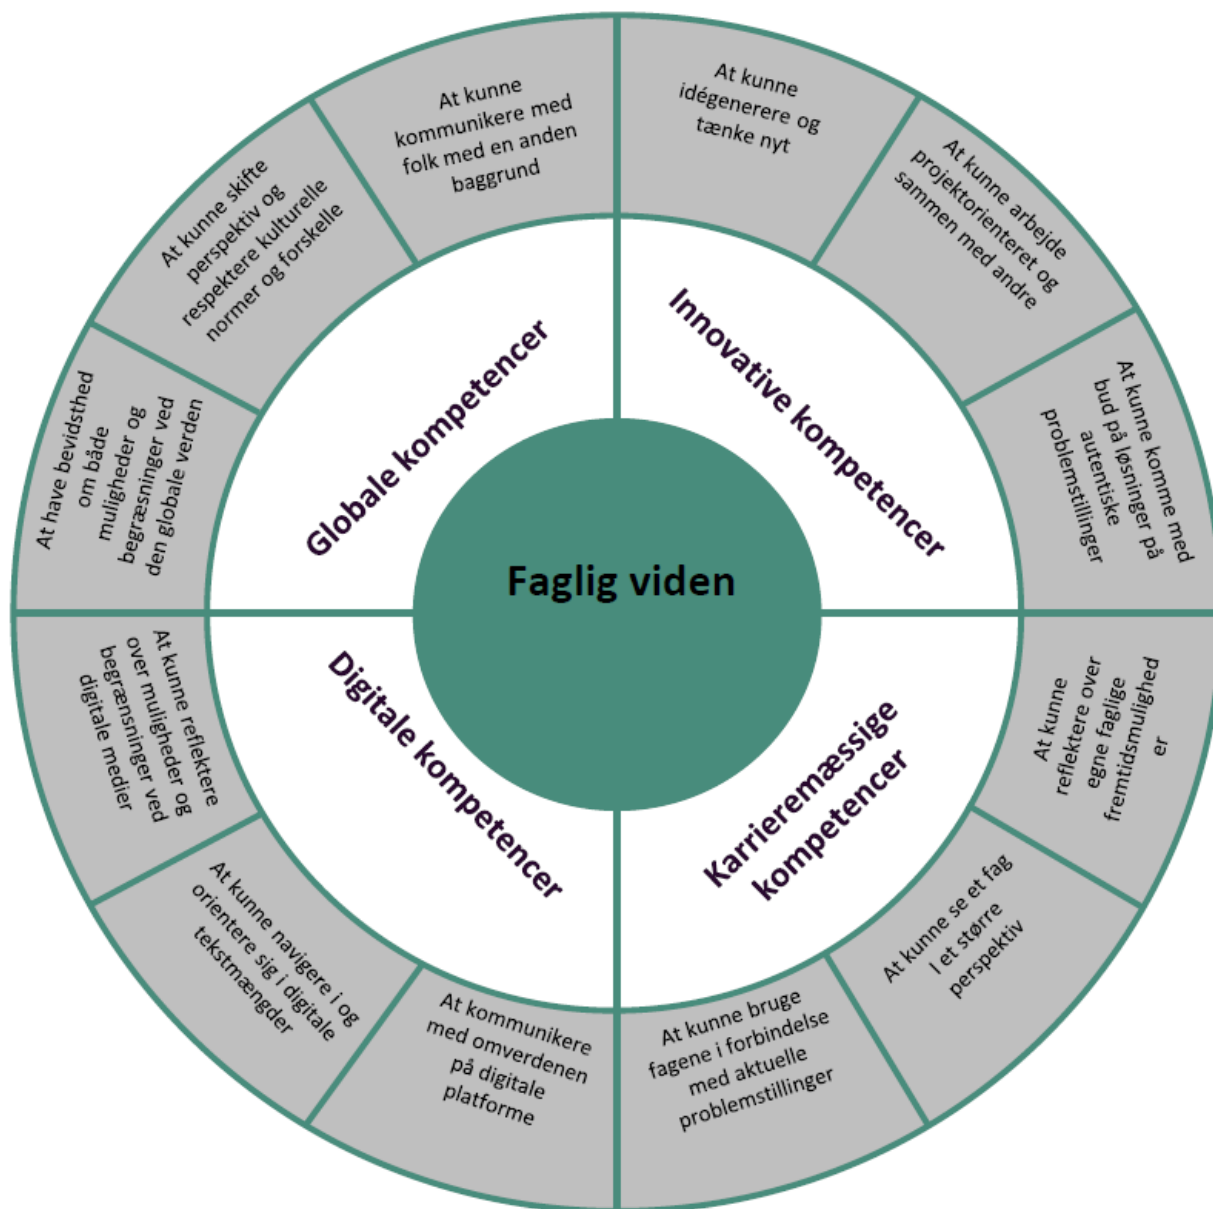 At kunne
kommunikere med
folk med en anden
baggrund
At kunne
idégenerere og
tænke nyt
At kunne arbejde
projektorienteret og
sammen med andre
At kunne komme med
bud på løsninger på
autentiske
problemstillinger
At kunne
reflektere over
egne faglige
fremtidsmulighed
er
At kunne se et fag
I et større
perspektiv
At kunne bruge
fagene i forbindelse
med aktuelle
problemstillinger
At kommunikere
med omverdenen
på digitale
platforme
At kunne navigere i og
orientere sig i digitale
tekstmængder
At kunne reflektere
over muligheder og
begrænsninger ved
digitale medier
At have bevidsthed
om både
muligheder og
begræsninger ved
den globale verden
At kunne skifte
perspektiv og
respektere kulturelle
normer og forskelle
Globale kompetencer
Innovative kompetencer
Faglig viden
Digitale kompetencer
Karrieremæssige
kompetencer